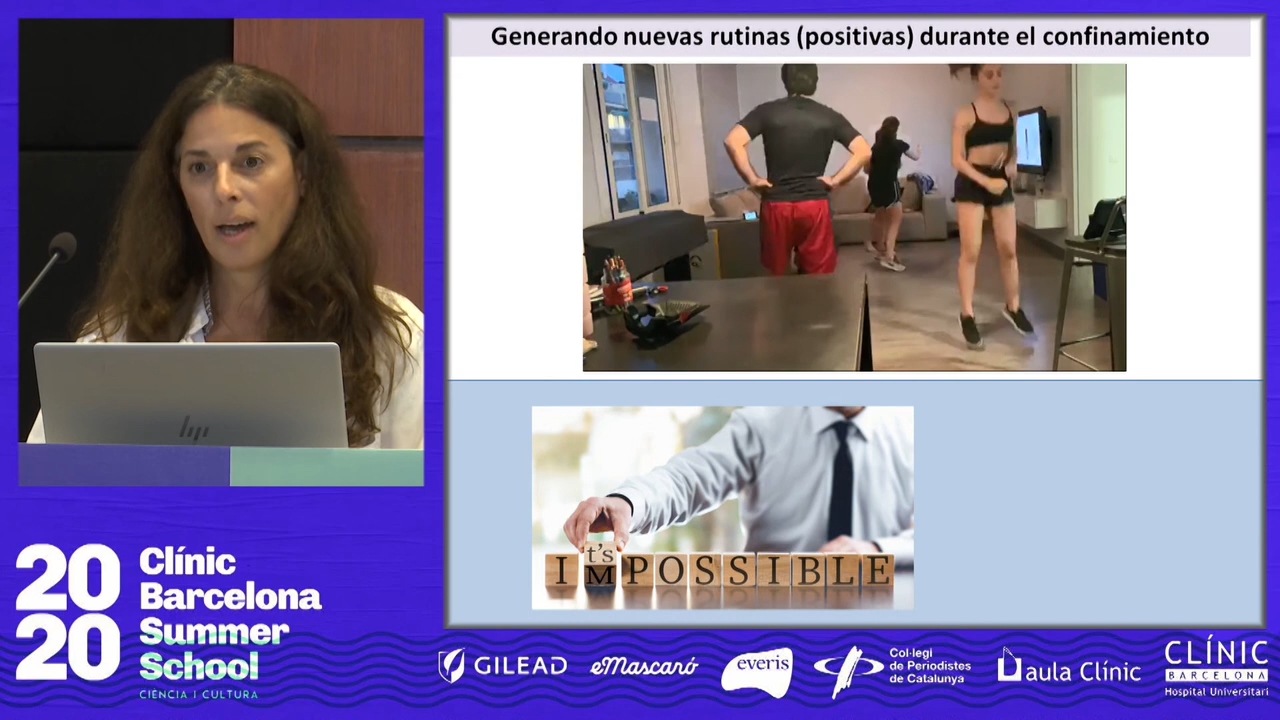 Generando nuevas rutinas (positivas) durante el confinamiento
I t's M P O S S I B L E
hp
20
20
Clínic
Barcelona
Summer
School
CIÈNCIA I CULTURA
GILEAD
eMascaró
everis
Col·legi
de Periodistes
de Catalunya
aula Clínic
CLÍNIC
BARCELONA
Hospital Universitari